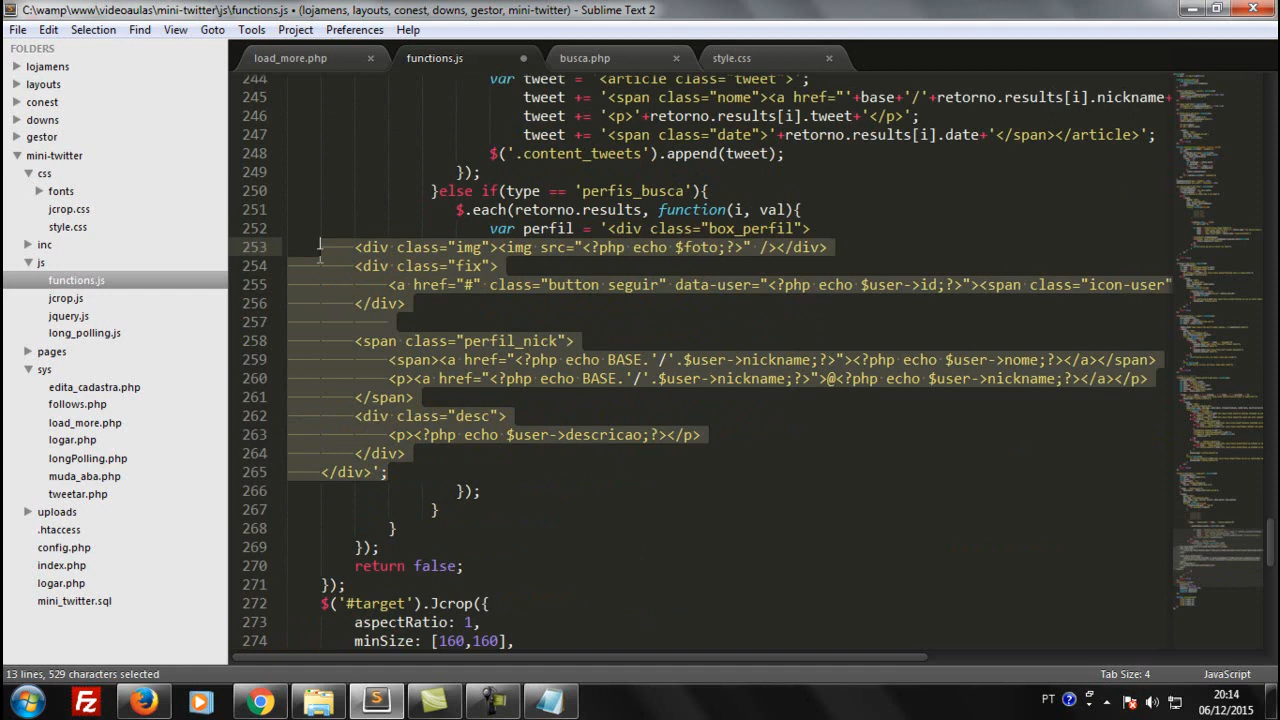 C:\wamp\www\videoaulas\mini-twitter\js\functions.js • (lojamens, layouts, conest, downs, gestor, mini-twitter) - Sublime Text 2
File Edit Selection Find View Goto Tools Project Preferences Help
FOLDERS
lojamens
layouts
conest
downs
gestor
mini-twitter
css
fonts
jcrop.css
style.css
inc
js
functions.js
jcrop.js
jquery.js
long_polling.js
pages
sys
edita_cadastra.php
follows.php
load_more.php
logar.php
longPolling.php
muda_aba.php
tweetar.php
uploads
.htaccess
config.php
index.php
logar.php
mini_twitter.sql
load_more.php functions.js busca.php style.css
244 var tweet = '<article class="tweet">';
245 tweet += '<span class="nome"><a href="'+base+'/'+retorno.results[i].nickname+
246 tweet += '<p>'+retorno.results[i].tweet+'</p>';
247 tweet += '<span class="date">'+retorno.results[i].date+'</span></article>';
248 $('.content_tweets').append(tweet);
249 });
250 }else if(type == 'perfis_busca'){
251 $.each(retorno.results, function(i, val){
252 var perfil = '<div class="box_perfil">
253 <div class="img"><img src="<?php echo $foto;?>" /></div>
254 <div class="fix">
255 <a href="#" class="button seguir" data-user="<?php echo $user->id;?>"><span class="icon-user"
256 </div>
257
258 <span class="perfil_nick">
259 <span><a href="<?php echo BASE.'/'.$user->nickname;?>"><?php echo $user->nome;?></a></span>
260 <p><a href="<?php echo BASE.'/'.$user->nickname;?>">@<?php echo $user->nickname;?></a></p>
261 </span>
262 <div class="desc">
263 <p><?php echo $user->descricao;?></p>
264 </div>
265 </div>';
266 });
267 }
268 }
269 });
270 return false;
271 });
272 $('#target').Jcrop({
273 aspectRatio: 1,
274 minSize: [160,160],
13 lines, 529 characters selected Tab Size: 4 JavaScript
PT 20:14
06/12/2015